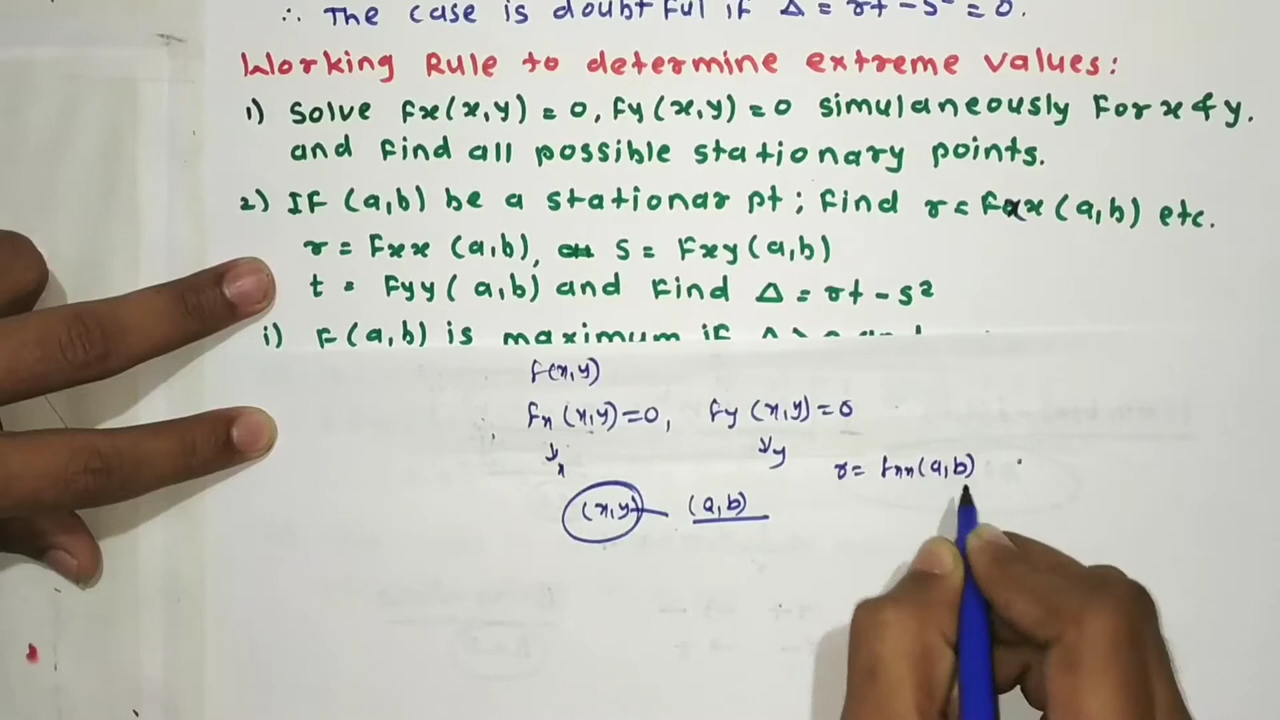 ∴ The case is doubtful if Δ = rt - s² = 0.
Working Rule to determine extreme values:
1) Solve Fx(x,y) = 0, Fy(x,y) = 0 simulaneously For x & y.
and find all possible stationary points.
2) IF (a,b) be a stationar pt ; find r = Fxx (a,b) etc.
r = Fxx (a,b), S = Fxy(a,b)
t = Fyy( a,b) and find Δ = rt - s²
i) F(a,b) is maximum if Δ > 0 and
F(x,y)
Fx (x,y) = 0, Fy (x,y) = 0
x y
r = Fxx(a,b)
(x,y) (a,b)